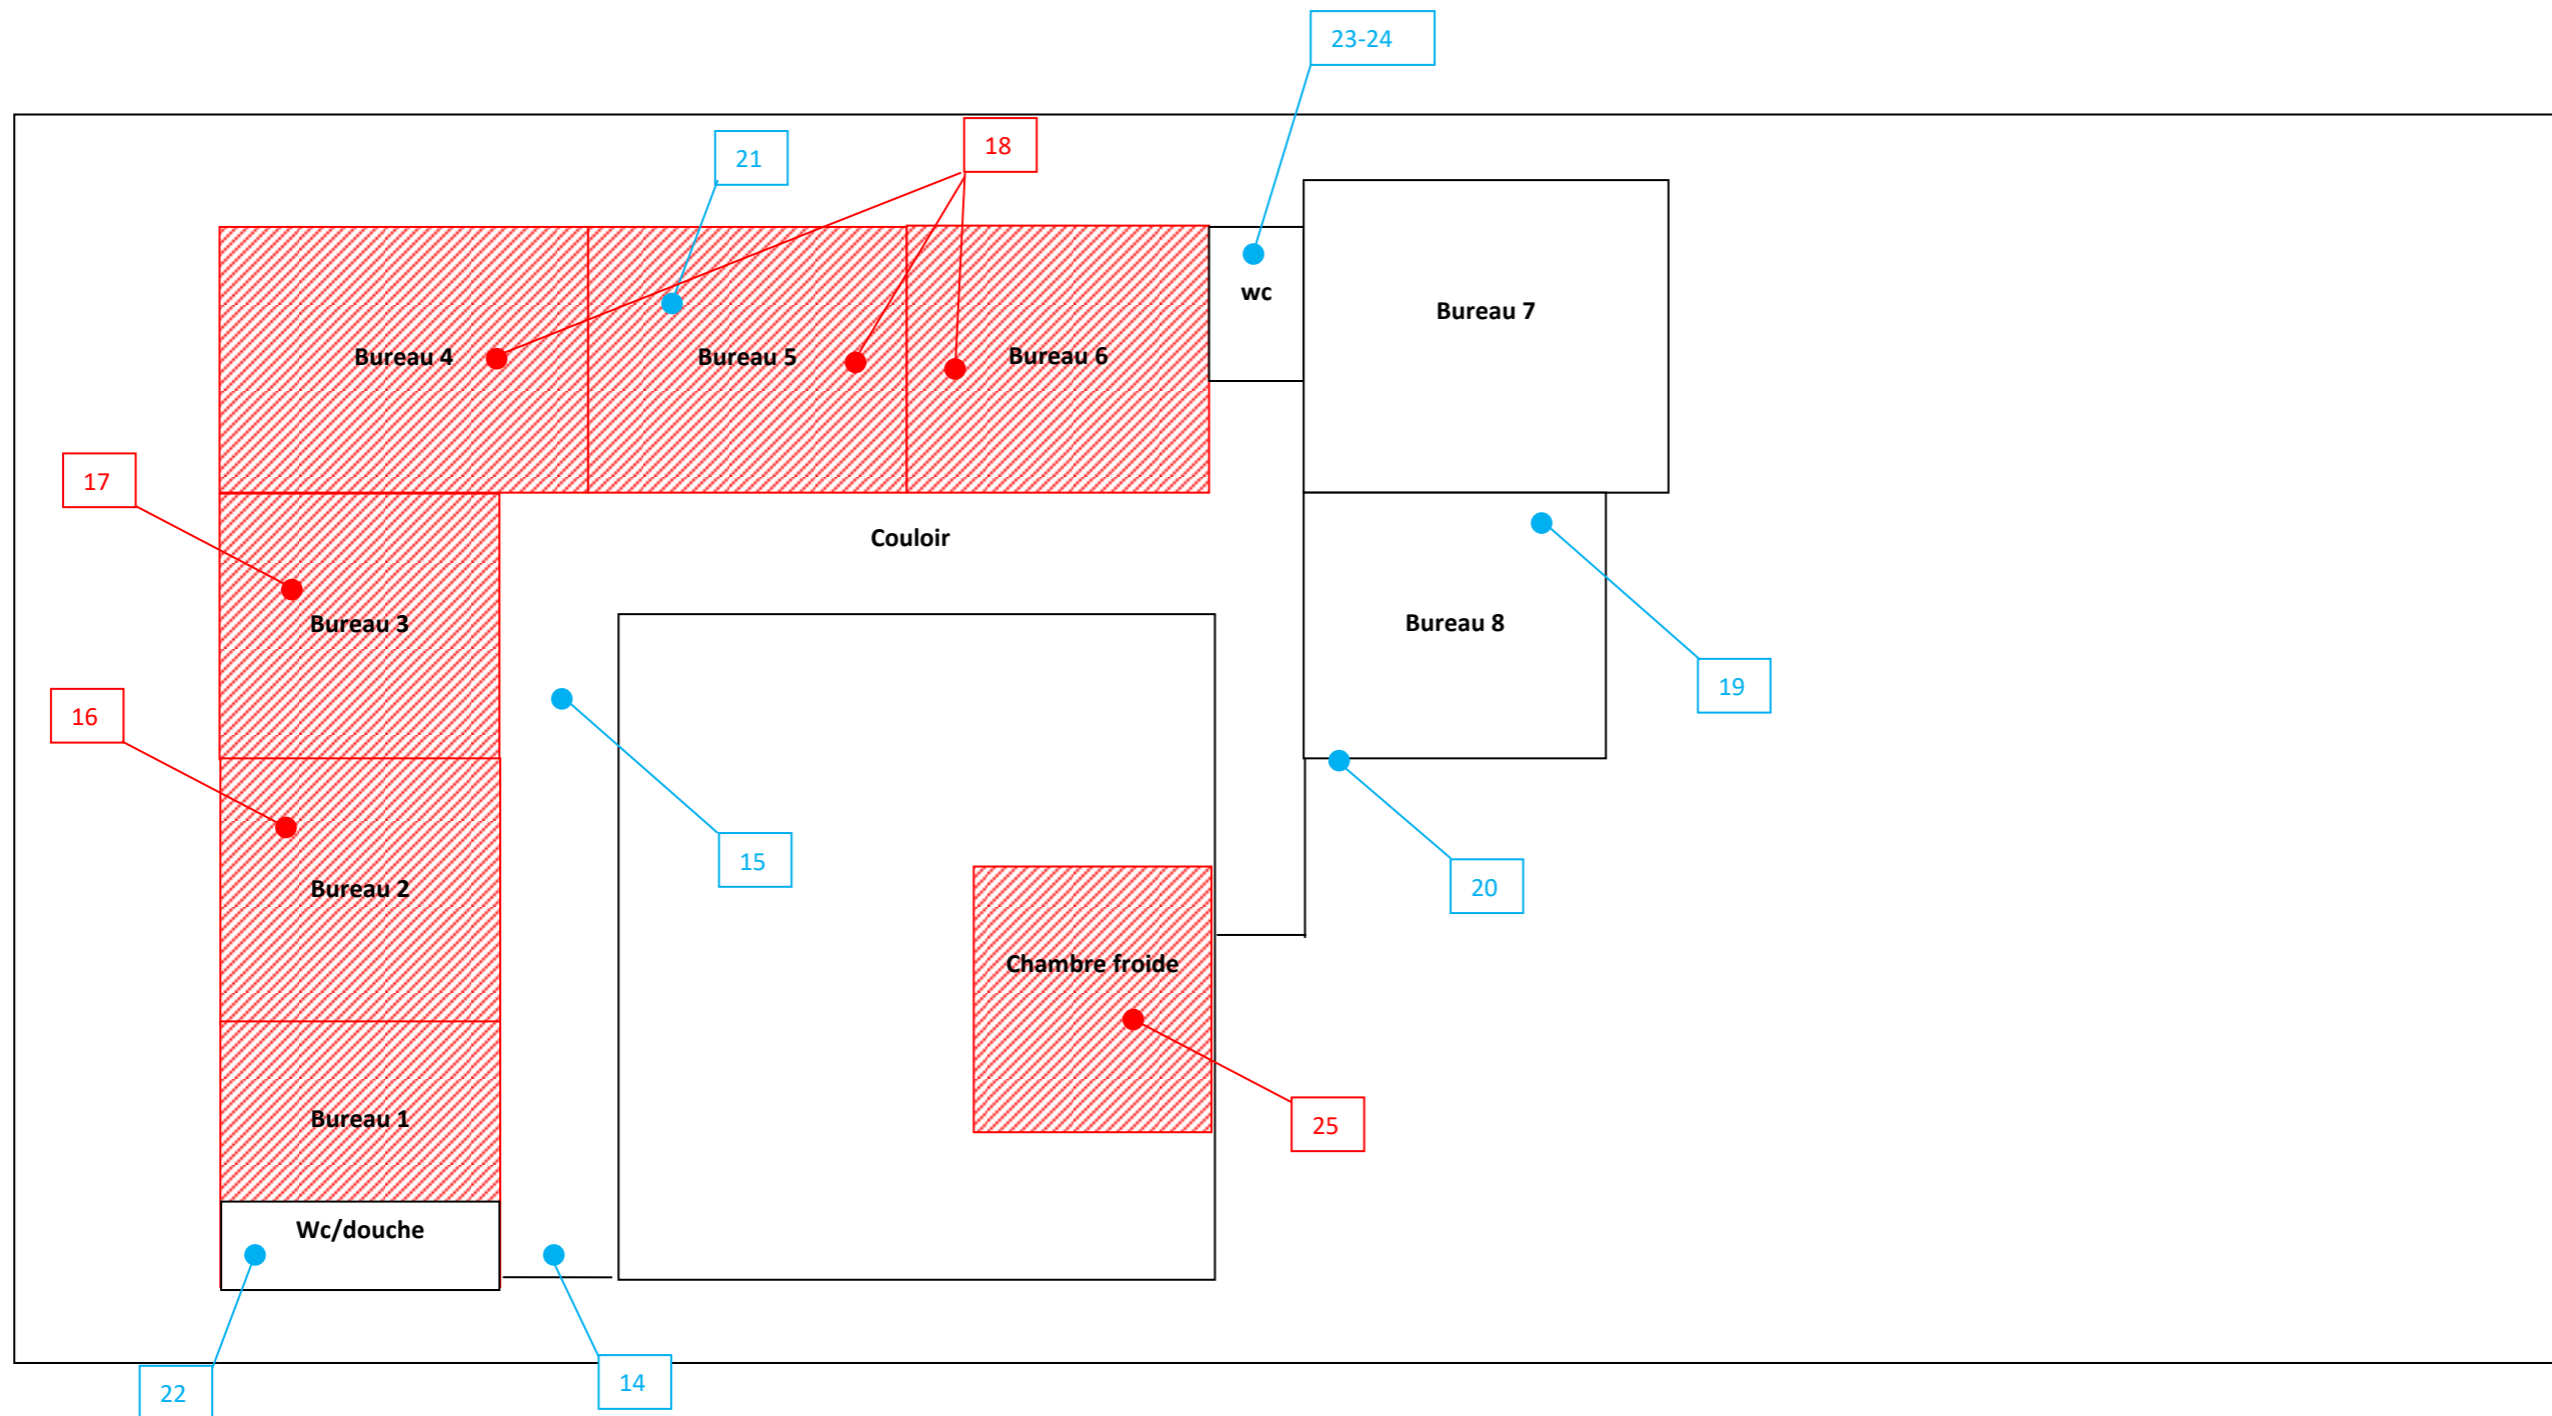 23-24
18
21
wc
Bureau 7
Bureau 4
Bureau 5
Bureau 6
17
Couloir
Bureau 3
Bureau 8
19
16
15
20
Bureau 2
Chambre froide
Bureau 1
25
Wc/douche
14
22